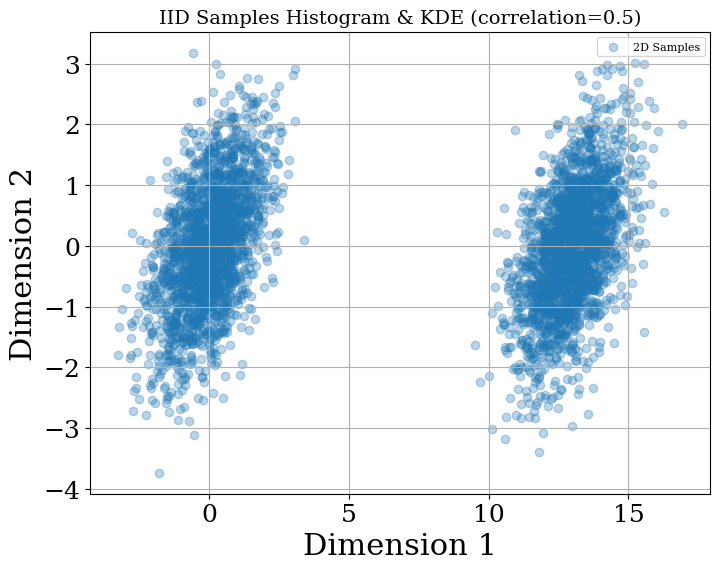 IID Samples Histogram & KDE (correlation=0.5)
2D Samples
3
2
1
0
−1
−2
−3
−4
Dimension 2
0 5 10 15
Dimension 1